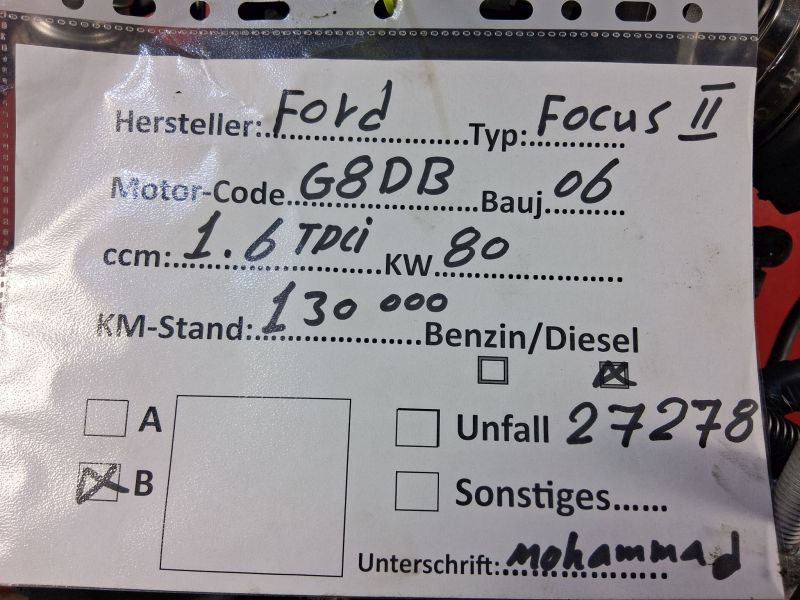 Hersteller: Ford Typ: Focus II
Motor-Code G8DB Bauj 06
ccm: 1.6 TDCi KW 80
KM-Stand: 130 000 Benzin/Diesel
A Unfall 27278
B Sonstiges......
Unterschrift: Mohammad